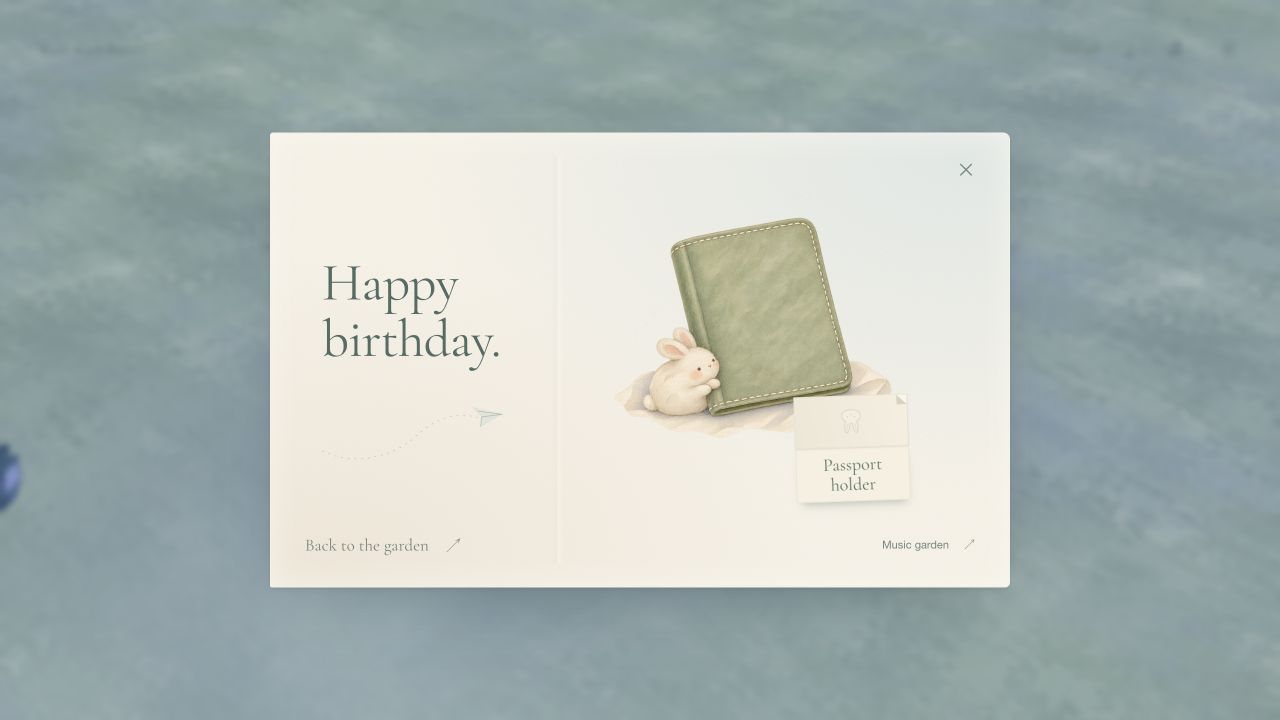 Happy
birthday.
Passport
holder
Back to the garden
Music garden